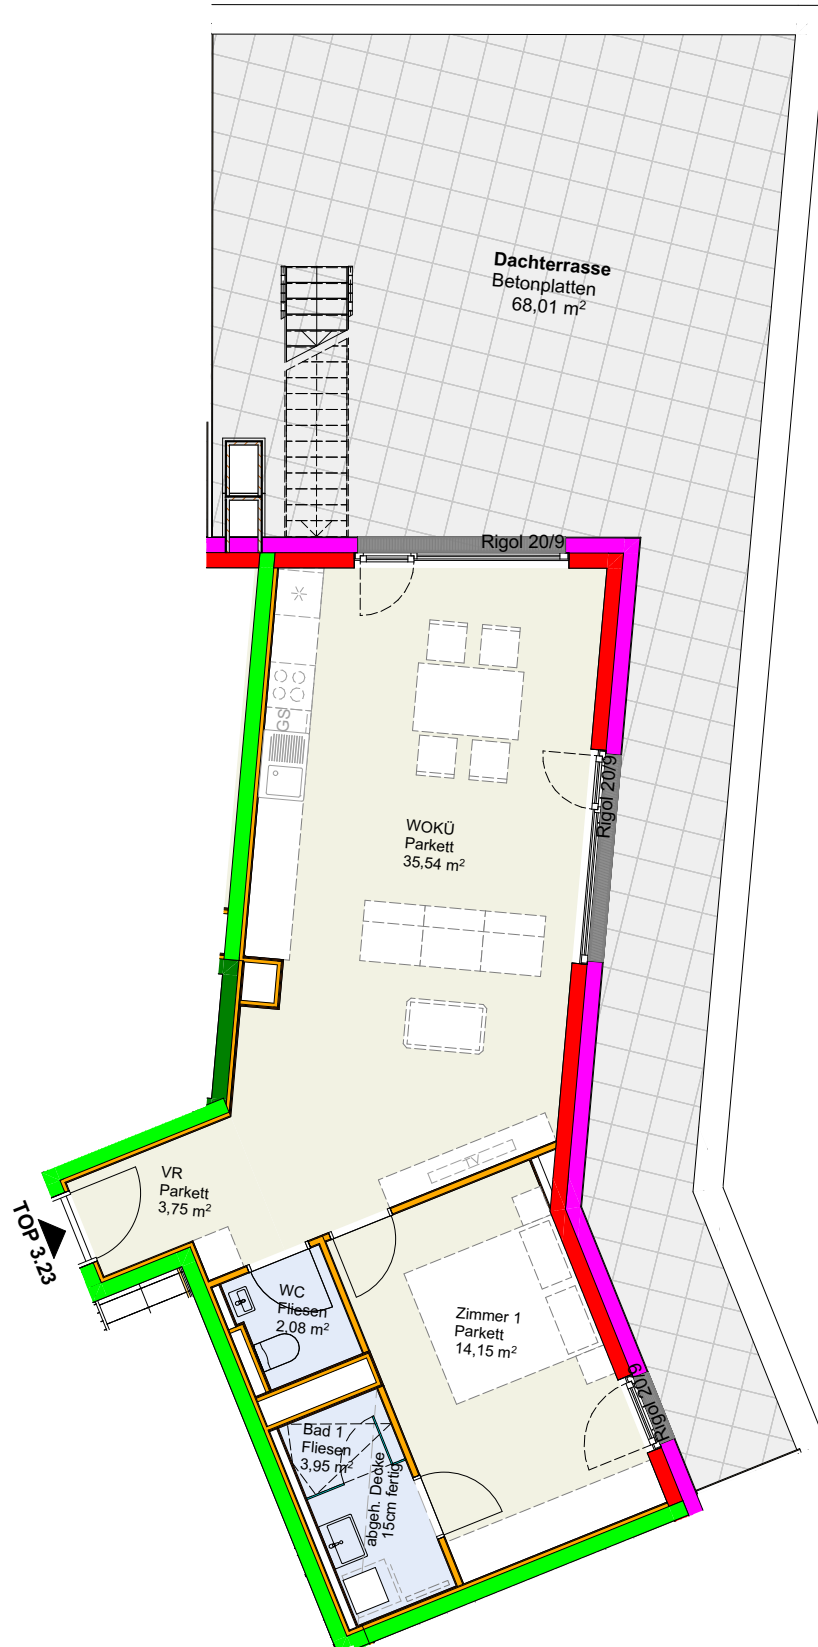 Dachterrasse
Betonplatten
68,01 m²
Rigol 20/9
GS
Rigol 20/9
WOKÜ
Parkett
35,54 m²
TV
VR
Parkett
3,75 m²
TOP 3.23
WC
Fliesen
2,08 m²
Zimmer 1
Parkett
14,15 m²
Rigol 20/9
Bad 1
Fliesen
3,95 m²
abgeh. Decke
15cm fertig